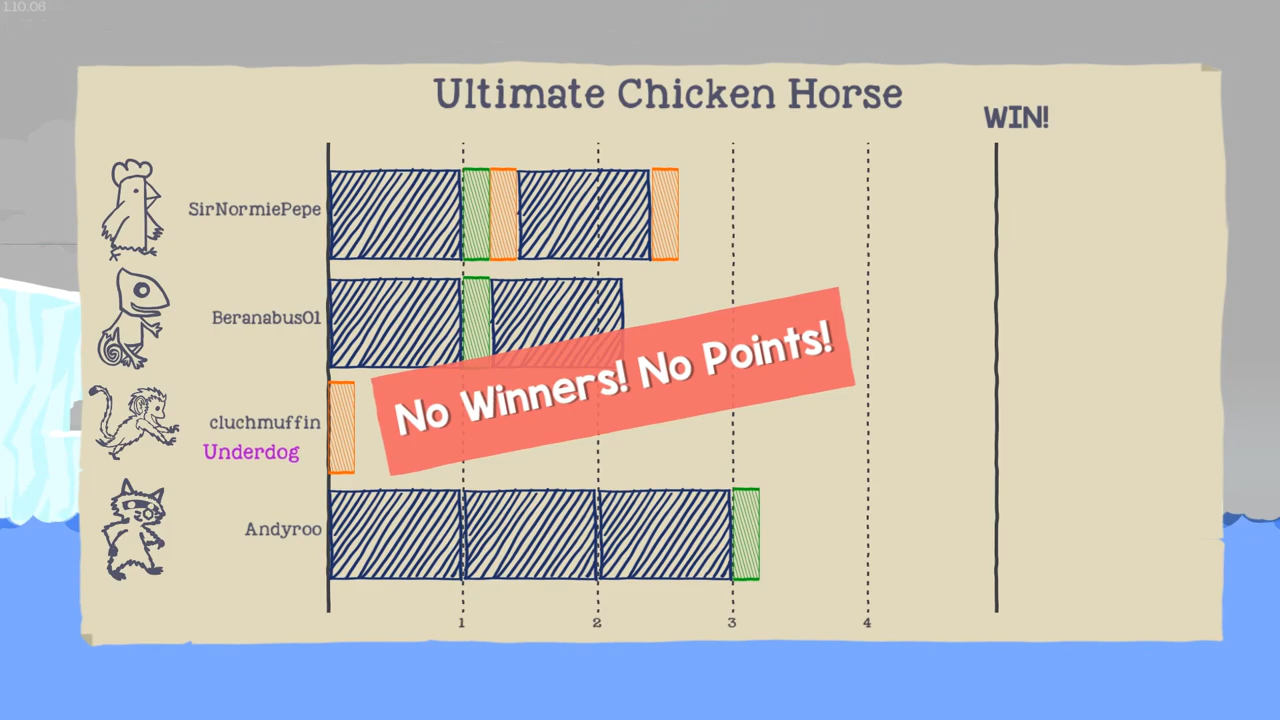 1.10.06
Ultimate Chicken Horse
WIN!
SirNormiePepe
Beranabus01
No Winners! No Points!
cluchmuffin
Underdog
Andyroo
1 2 3 4